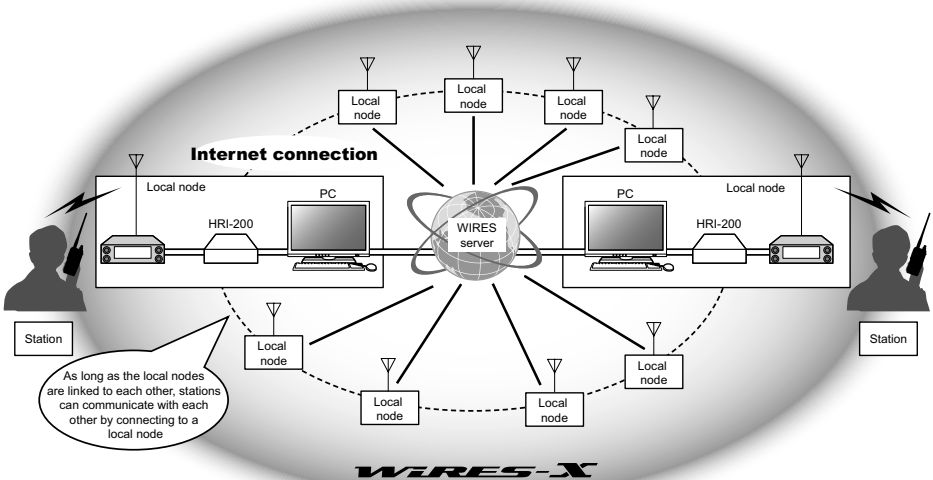 Local
node
Local
node
Local
node
Local
node
Internet connection
Local node
PC
HRI-200
WIRES
server
PC
Local node
HRI-200
Station
Station
Local
node
Local
node
Local
node
Local
node
As long as the local nodes
are linked to each other, stations
can communicate with each
other by connecting to a
local node
WIRES-X